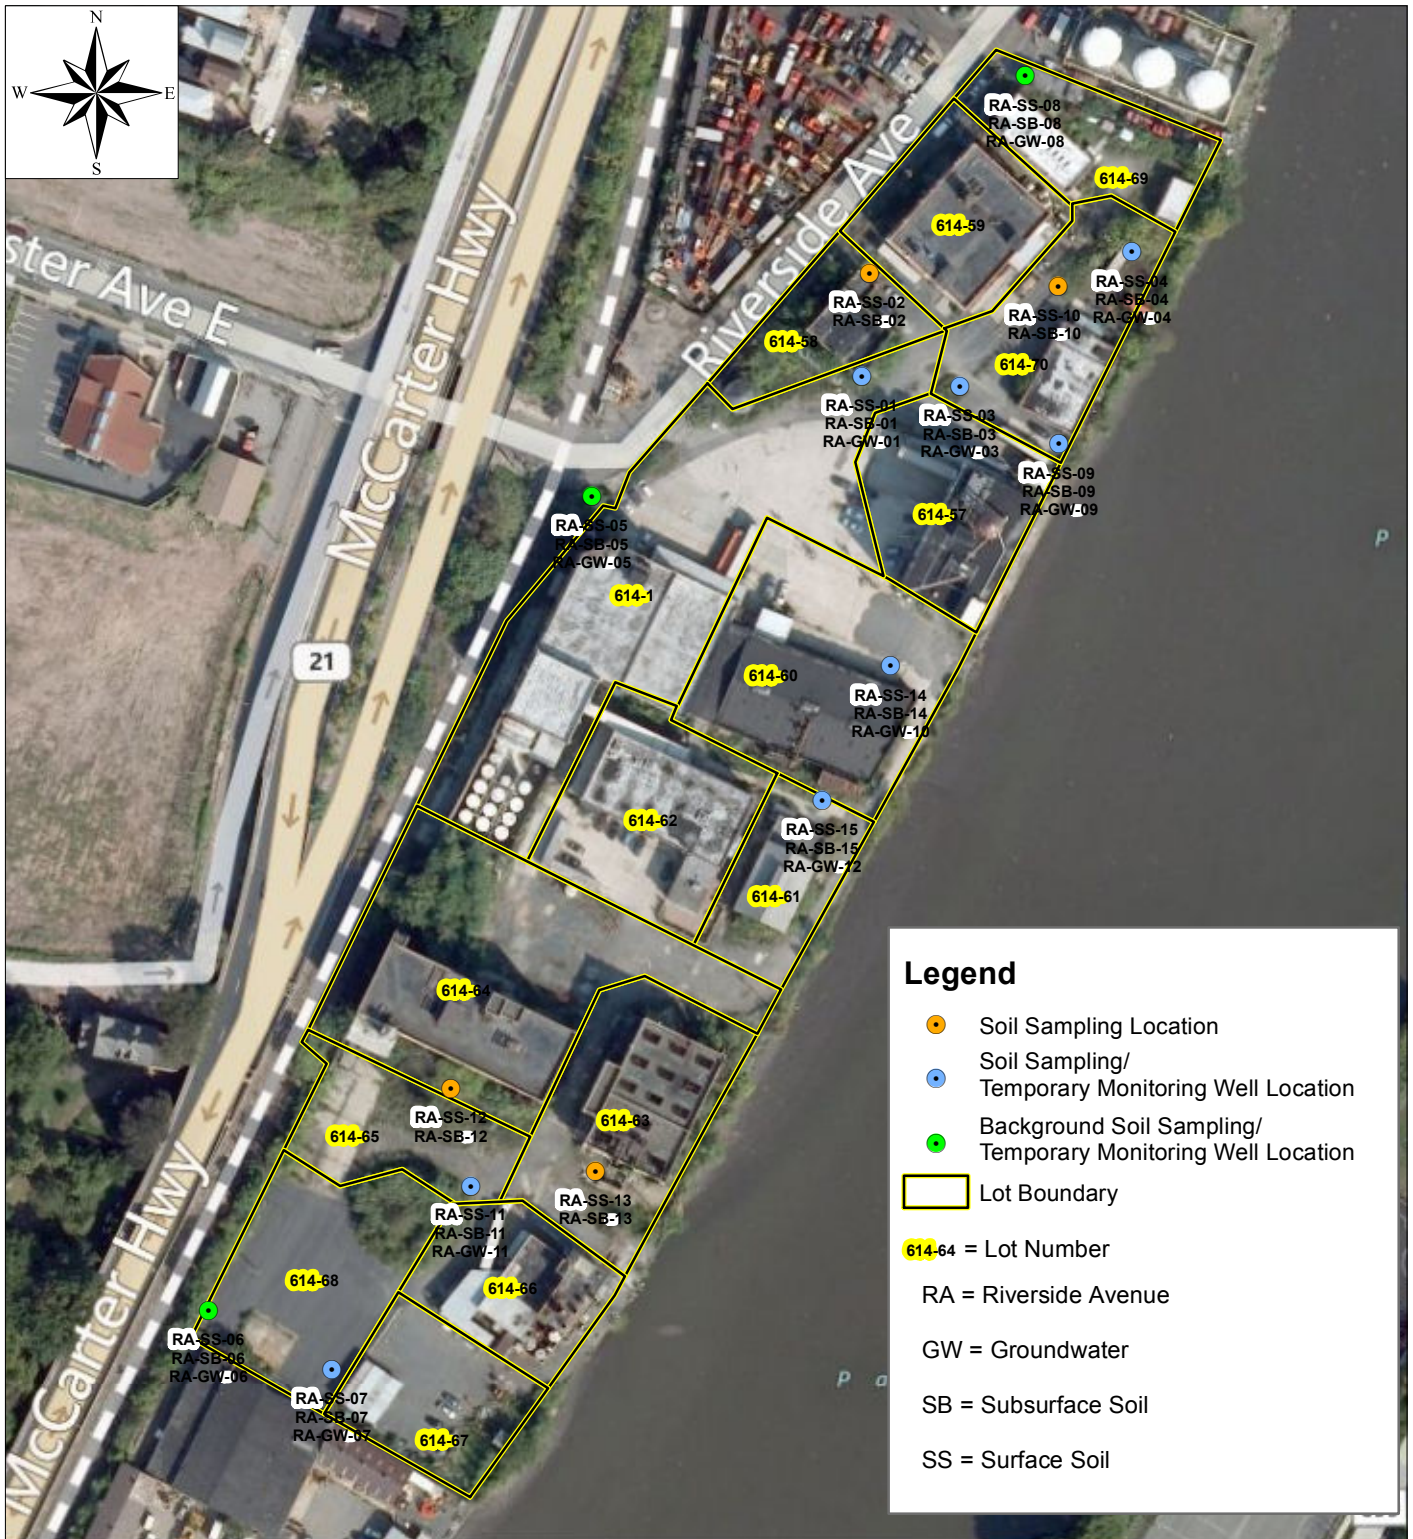 N
W
E
S
RA-SS-08
RA-SB-08
RA-GW-08
614-69
Riverside Ave
614-59
McCarter Hwy
ster Ave E
RA-SS-04
RA-SB-04
RA-GW-04
RA-SS-02
RA-SB-02
RA-SS-10
RA-SB-10
614-58
614-70
RA-SS-01
RA-SB-01
RA-GW-01
RA-SS-03
RA-SB-03
RA-GW-03
RA-SS-09
RA-SB-09
RA-GW-09
614-57
RA-SS-05
RA-SB-05
RA-GW-05
P
614-1
21
614-60
RA-SS-14
RA-SB-14
RA-GW-10
614-62
RA-SS-15
RA-SB-15
RA-GW-12
614-61
614-64
RA-SS-12
RA-SB-12
614-63
614-65
RA-SS-13
RA-SB-13
RA-SS-11
RA-SB-11
RA-GW-11
McCarter Hwy
614-68
614-66
RA-SS-06
RA-SB-06
RA-GW-06
RA-SS-07
RA-SB-07
RA-GW-07
P a
614-67
McCarter Hwy
Legend
Soil Sampling Location
Soil Sampling/
Temporary Monitoring Well Location
Background Soil Sampling/
Temporary Monitoring Well Location
Lot Boundary
614-64 = Lot Number
RA = Riverside Avenue
GW = Groundwater
SB = Subsurface Soil
SS = Surface Soil